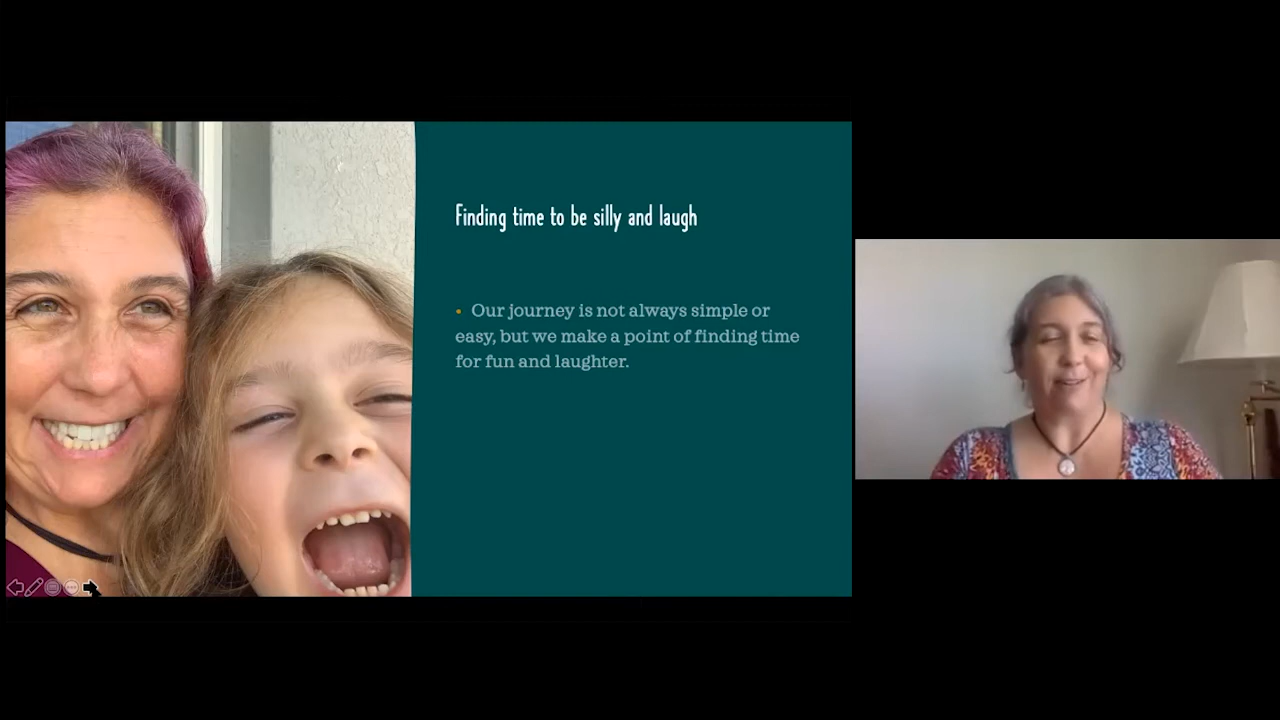 Finding time to be silly and laugh
• Our journey is not always simple or
easy, but we make a point of finding time
for fun and laughter.